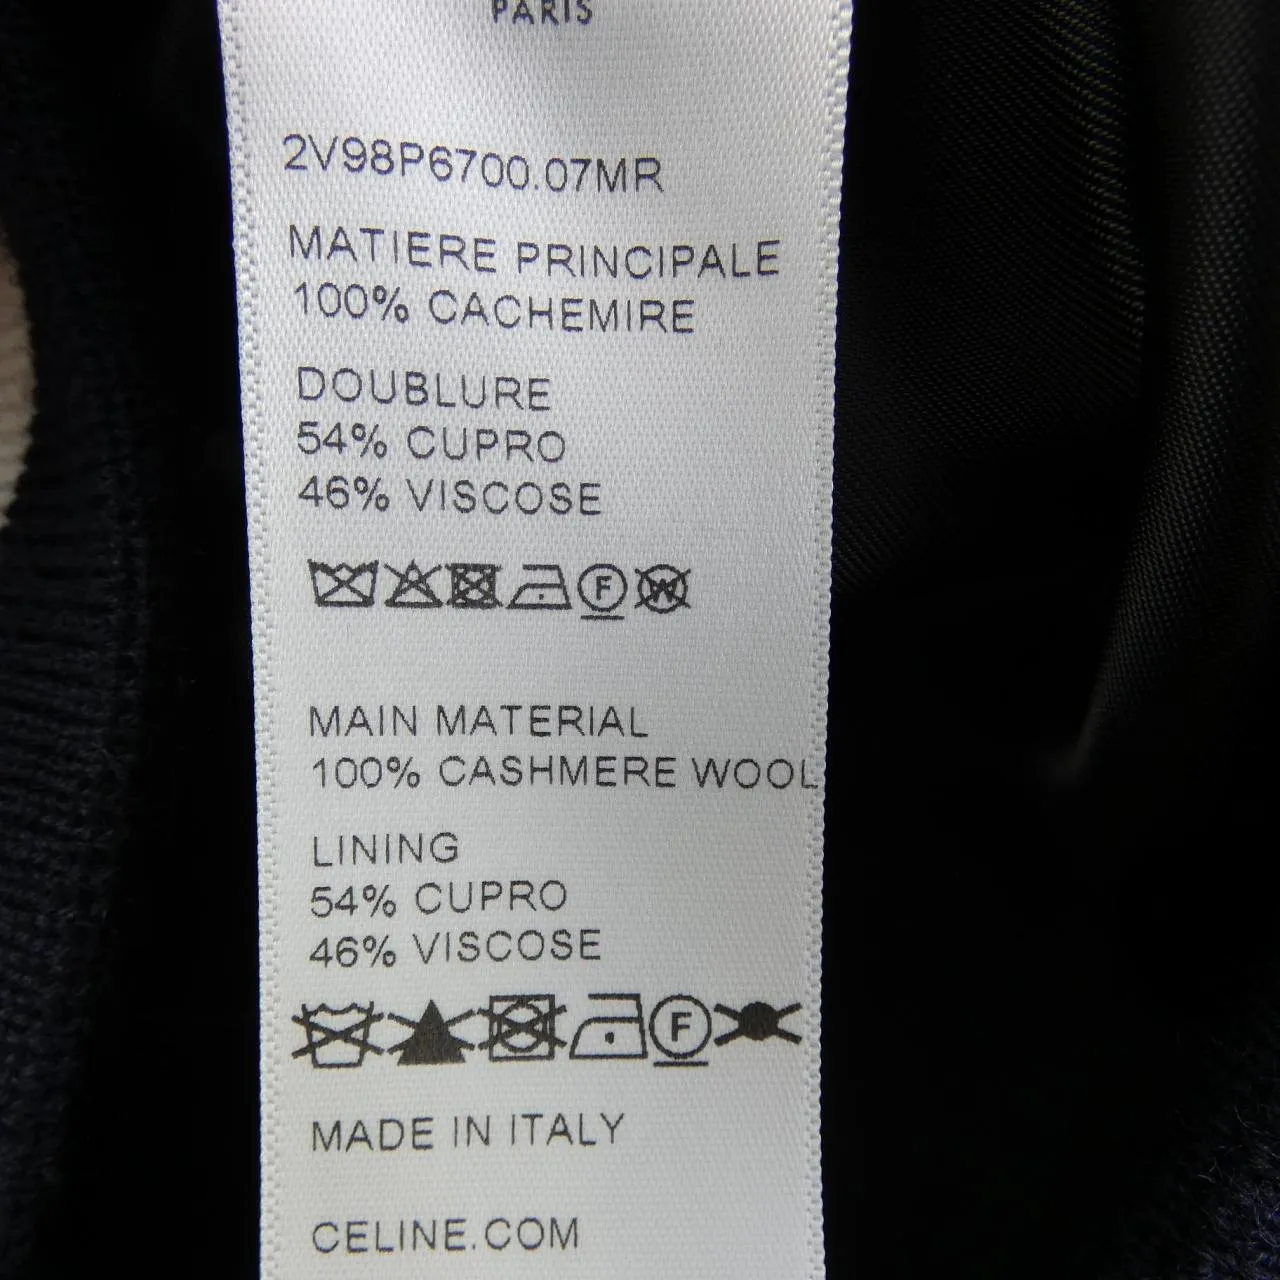 PARIS
2V98P6700.07MR
MATIERE PRINCIPALE
100% CACHEMIRE
DOUBLURE
54% CUPRO
46% VISCOSE
F W
MAIN MATERIAL
100% CASHMERE WOOL
LINING
54% CUPRO
46% VISCOSE
F
MADE IN ITALY
CELINE.COM